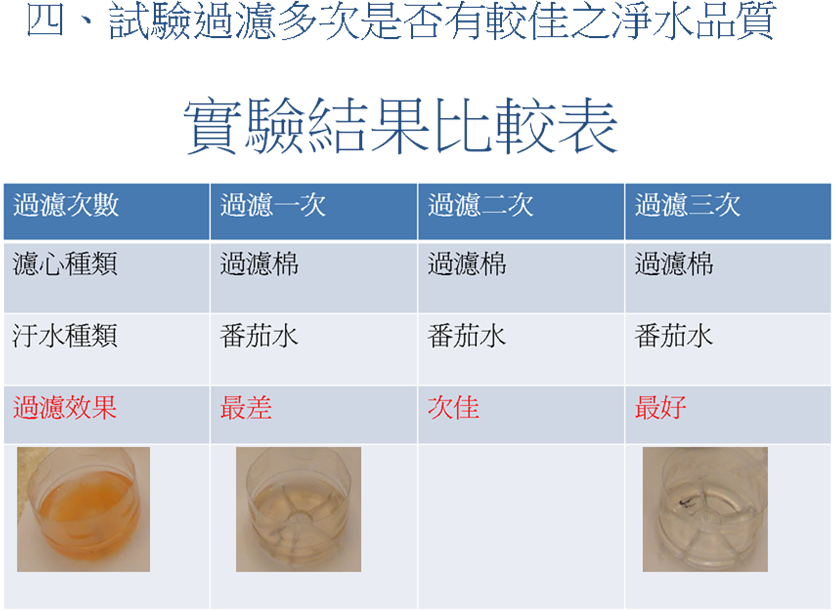 四、試驗過濾多次是否有較佳之淨水品質
實驗結果比較表
過濾次數 過濾一次 過濾二次 過濾三次
濾心種類 過濾棉 過濾棉 過濾棉
汙水種類 番茄水 番茄水 番茄水
過濾效果 最差 次佳 最好